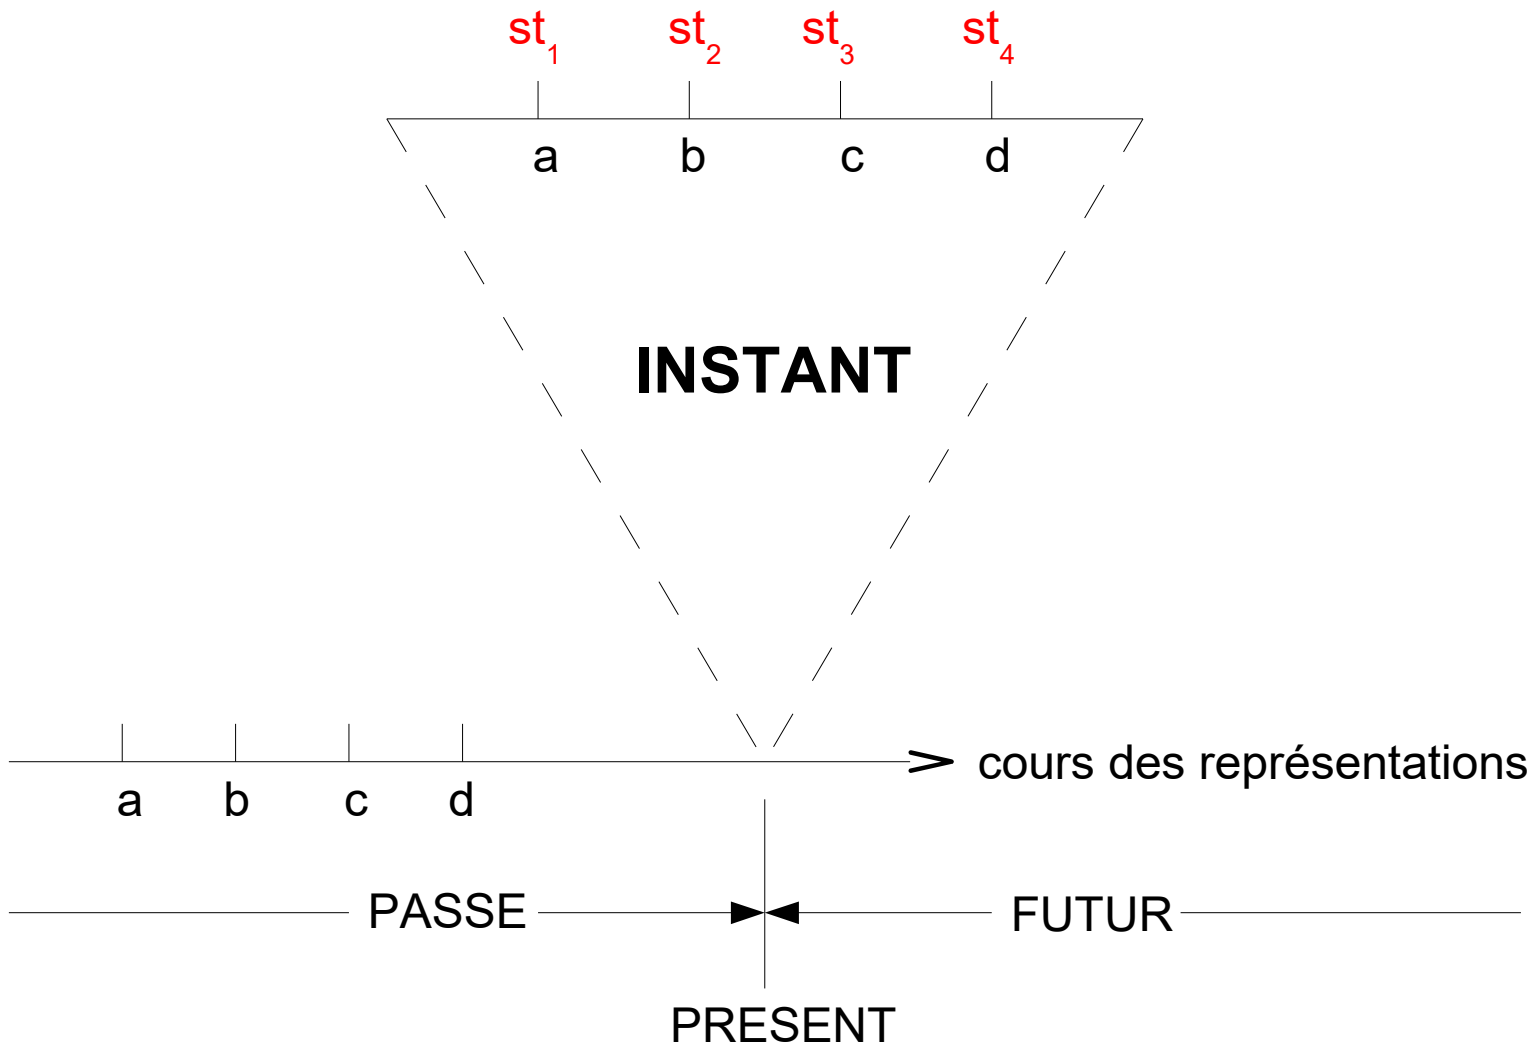 st1 st2 st3 st4
a b c d
INSTANT
cours des représentations
a b c d
PASSE FUTUR
PRESENT